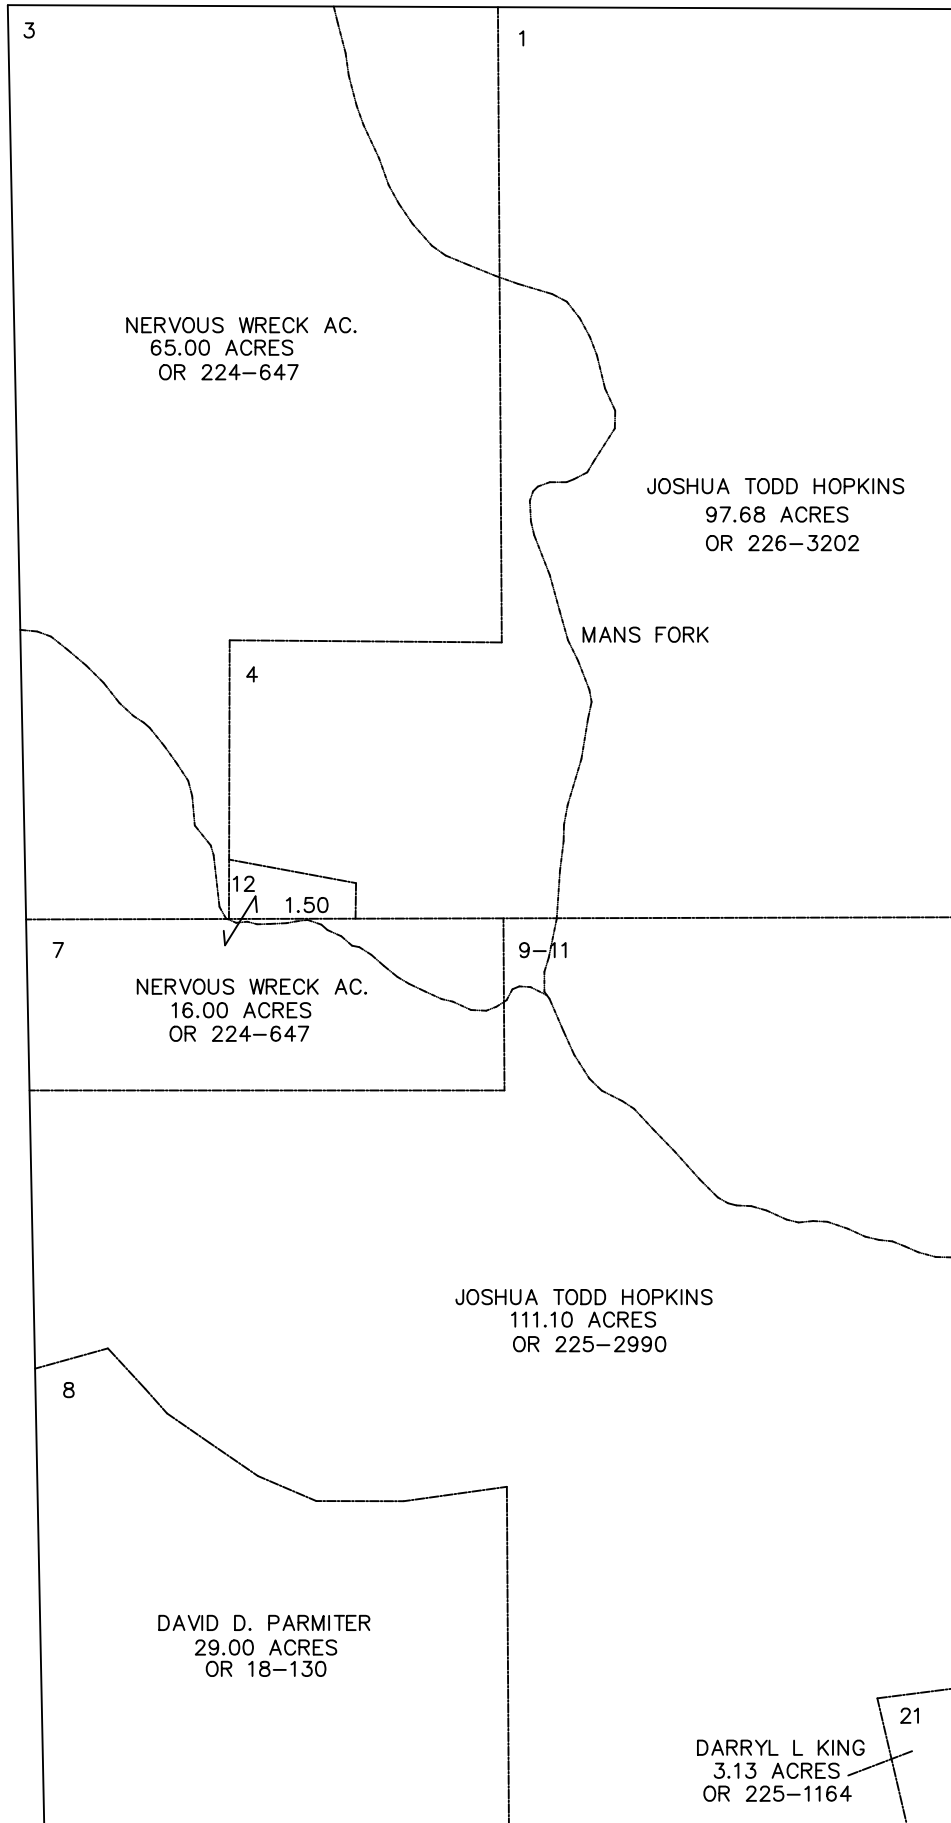 3
1
NERVOUS WRECK AC.
65.00 ACRES
OR 224-647
JOSHUA TODD HOPKINS
97.68 ACRES
OR 226-3202
MANS FORK
4
12
1.50
7
9-11
NERVOUS WRECK AC.
16.00 ACRES
OR 224-647
JOSHUA TODD HOPKINS
111.10 ACRES
OR 225-2990
8
DAVID D. PARMITER
29.00 ACRES
OR 18-130
21
DARRYL L KING
3.13 ACRES
OR 225-1164